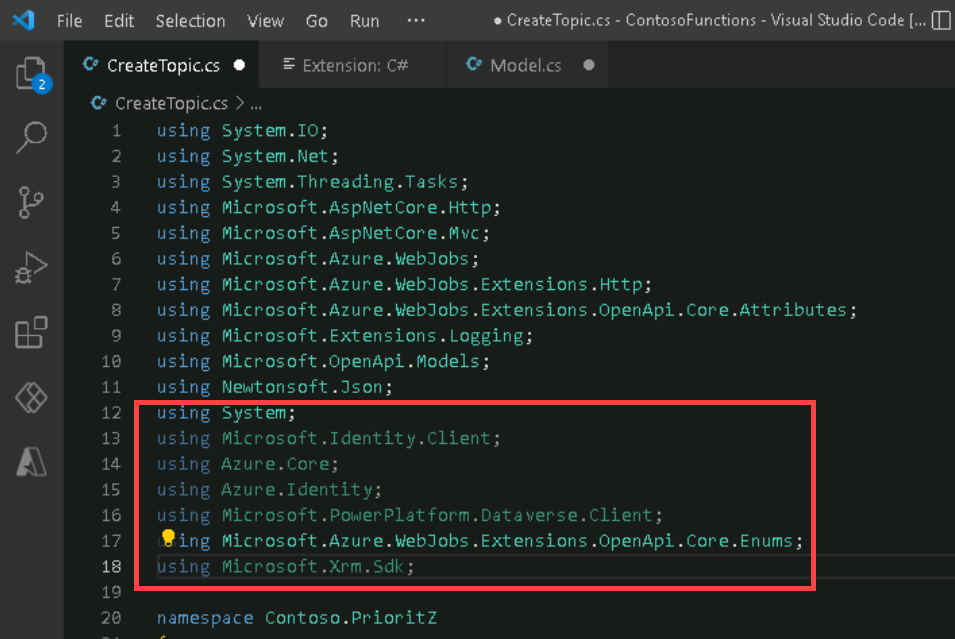 File Edit Selection View Go Run ··· ● CreateTopic.cs - ContosoFunctions - Visual Studio Code [...
CreateTopic.cs ● Extension: C# Model.cs ●
2
CreateTopic.cs > ...
1 using System.IO;
2 using System.Net;
3 using System.Threading.Tasks;
4 using Microsoft.AspNetCore.Http;
5 using Microsoft.AspNetCore.Mvc;
6 using Microsoft.Azure.WebJobs;
7 using Microsoft.Azure.WebJobs.Extensions.Http;
8 using Microsoft.Azure.WebJobs.Extensions.OpenApi.Core.Attributes;
9 using Microsoft.Extensions.Logging;
10 using Microsoft.OpenApi.Models;
11 using Newtonsoft.Json;
12 using System;
13 using Microsoft.Identity.Client;
14 using Azure.Core;
15 using Azure.Identity;
16 using Microsoft.PowerPlatform.Dataverse.Client;
17 ing Microsoft.Azure.WebJobs.Extensions.OpenApi.Core.Enums;
18 using Microsoft.Xrm.Sdk;
19
20 namespace Contoso.PrioritZ